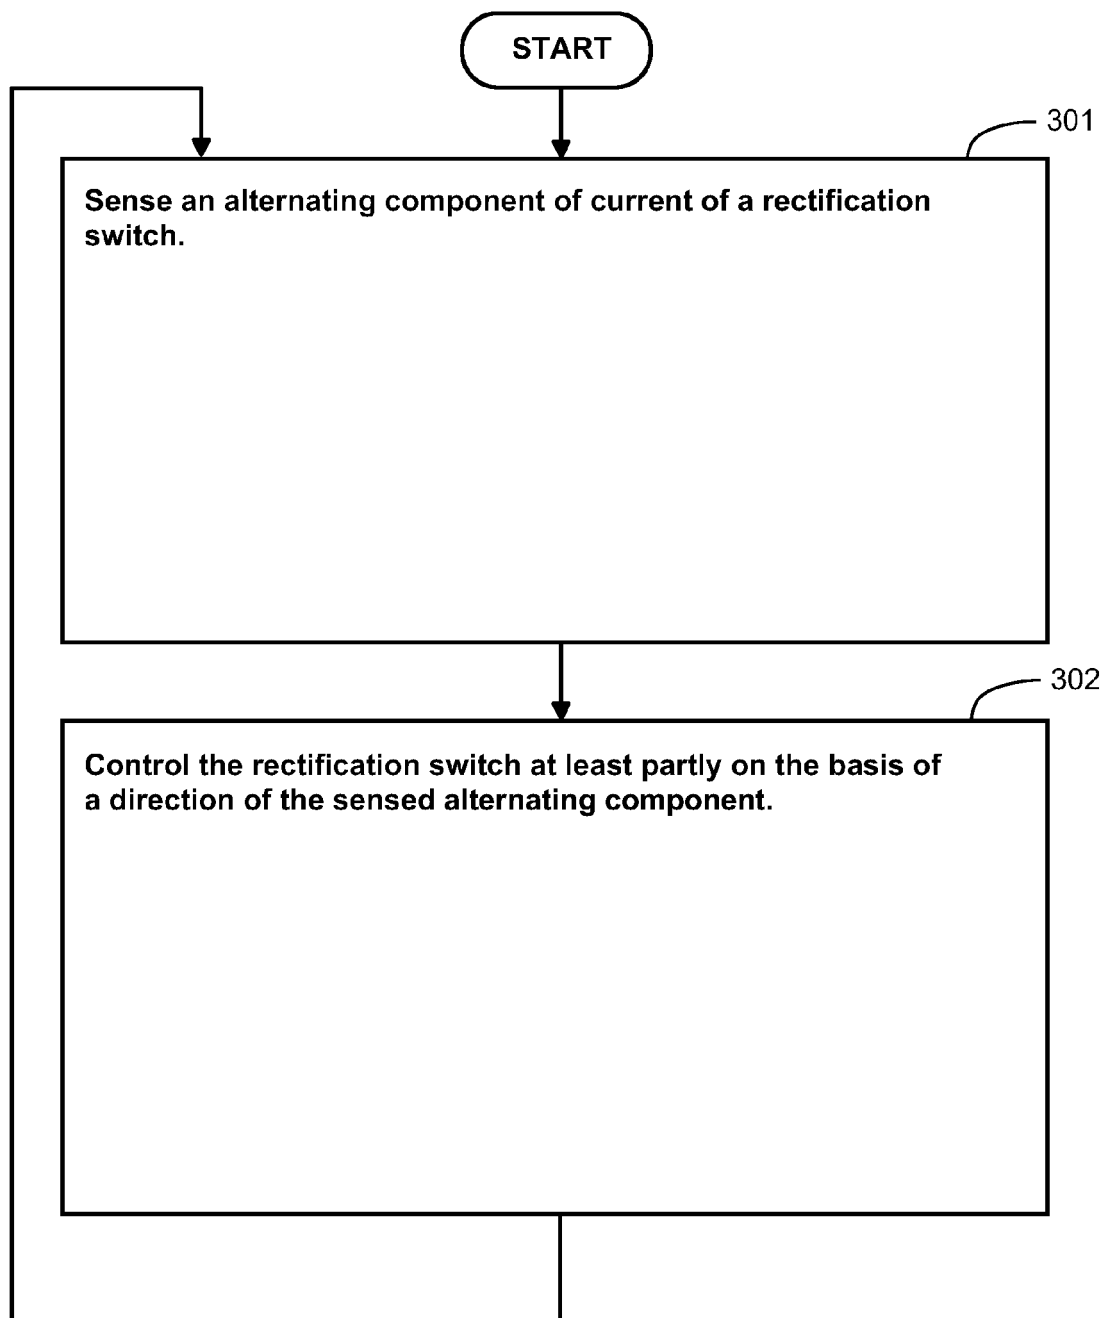 START
301
Sense an alternating component of current of a rectification
switch.
302
Control the rectification switch at least partly on the basis of
a direction of the sensed alternating component.